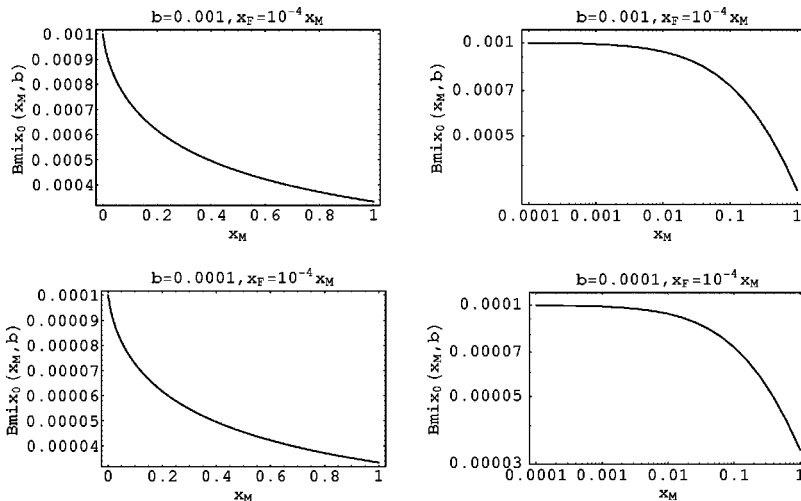 b=0.001,x_F=10^-4 x_M
0.001
0.0009
0.0008
0.0007
0.0006
0.0005
0.0004
Bmix_0 (x_M,b)
0 0.2 0.4 0.6 0.8 1
x_M
b=0.001,x_F=10^-4 x_M
0.001
0.0007
0.0005
Bmix_0 (x_M,b)
0.0001 0.001 0.01 0.1 1
x_M
b=0.0001,x_F=10^-4 x_M
0.0001
0.00009
0.00008
0.00007
0.00006
0.00005
0.00004
Bmix_0 (x_M,b)
0 0.2 0.4 0.6 0.8 1
x_M
b=0.0001,x_F=10^-4 x_M
0.0001
0.00007
0.00005
0.00003
Bmix_0 (x_M,b)
0.0001 0.001 0.01 0.1 1
x_M